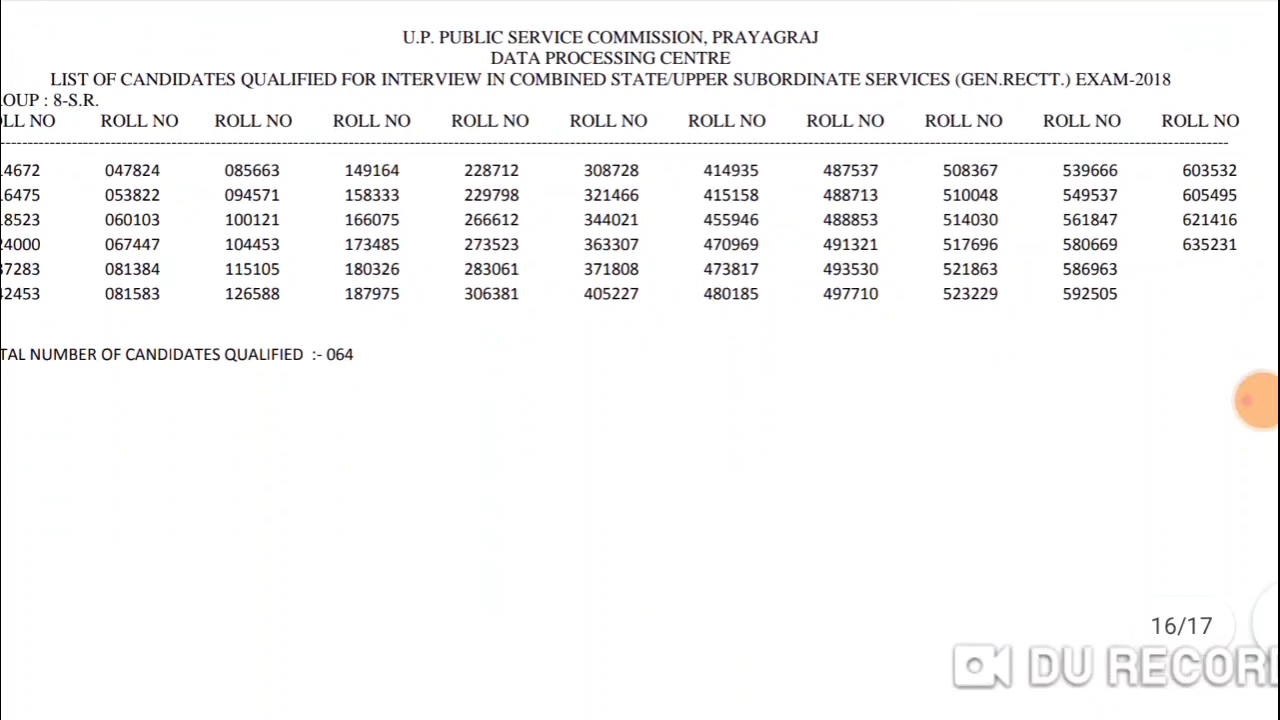 U.P. PUBLIC SERVICE COMMISSION, PRAYAGRAJ
DATA PROCESSING CENTRE
LIST OF CANDIDATES QUALIFIED FOR INTERVIEW IN COMBINED STATE/UPPER SUBORDINATE SERVICES (GEN.RECTT.) EXAM-2018
OUP : 8-S.R.
LL NO ROLL NO ROLL NO ROLL NO ROLL NO ROLL NO ROLL NO ROLL NO ROLL NO ROLL NO ROLL NO
4672 047824 085663 149164 228712 308728 414935 487537 508367 539666 603532
6475 053822 094571 158333 229798 321466 415158 488713 510048 549537 605495
8523 060103 100121 166075 266612 344021 455946 488853 514030 561847 621416
24000 067447 104453 173485 273523 363307 470969 491321 517696 580669 635231
7283 081384 115105 180326 283061 371808 473817 493530 521863 586963
2453 081583 126588 187975 306381 405227 480185 497710 523229 592505
TAL NUMBER OF CANDIDATES QUALIFIED :- 064
16/17
DU RECOR